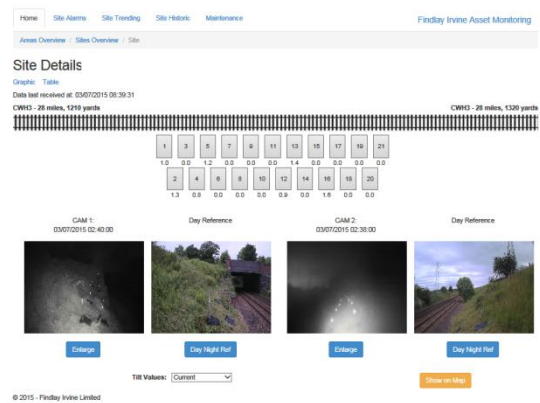 Home Site Alarms Site Trending Site Historic Maintenance Findlay Irvine Asset Monitoring
Areas Overview / Sites Overview / Site
Site Details
Graphic Table
Data last received at: 03/07/2015 08:39:31
CWH3 - 28 miles, 1210 yards CWH3 - 28 miles, 1320 yards
1 3 5 7 9 11 13 15 17 19 21
1.0 0.0 1.2 0.0 0.0 0.0 1.4 0.0 0.0 0.0 0.0
2 4 6 8 10 12 14 16 18 20
1.3 0.8 0.0 0.0 0.0 0.9 0.0 1.6 0.0 0.0
CAM 1: Day Reference CAM 2: Day Reference
03/07/2015 02:40:00 03/07/2015 02:38:00
Enlarge Day Night Ref Enlarge Day Night Ref
Tilt Values: Current Show on Map
© 2015 - Findlay Irvine Limited